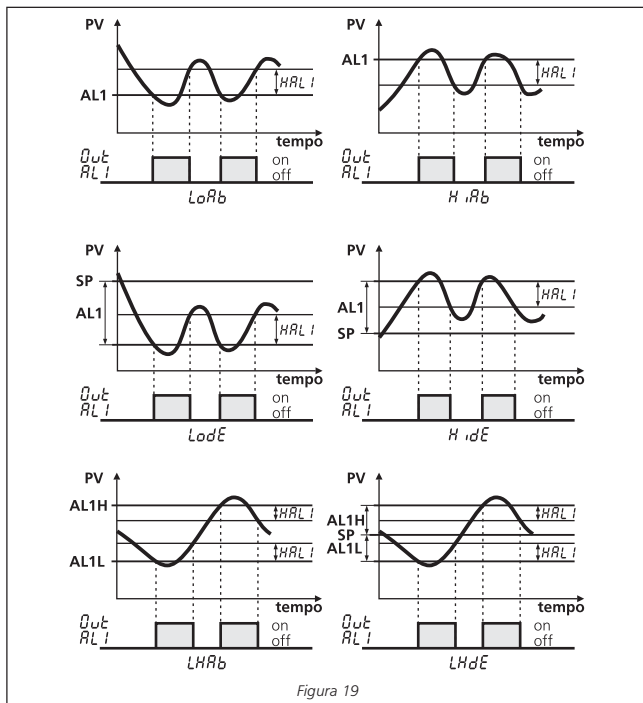 PV
AL1
HAL1
tempo
Out AL1
on
off
LoAb
PV
AL1
HAL1
tempo
Out AL1
on
off
HiAb
PV
SP
AL1
HAL1
tempo
Out AL1
on
off
LodE
PV
HAL1
AL1
SP
tempo
Out AL1
on
off
HidE
PV
AL1H
HAL1
HAL1
AL1L
tempo
Out AL1
on
off
LHAb
PV
AL1H
HAL1
SP
AL1L
HAL1
tempo
Out AL1
on
off
LHdE
Figura 19